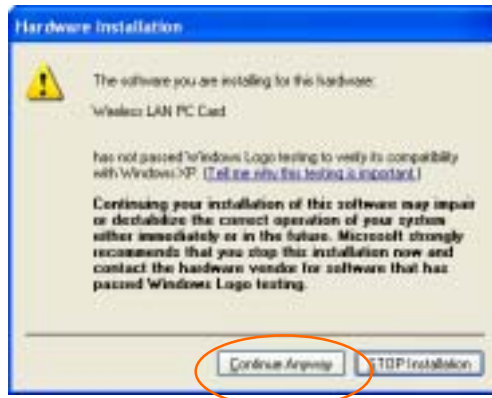 Hardware Installation
The software you are installing for this hardware:
Wireless LAN PC Card
has not passed Windows Logo testing to verify its compatibility
with Windows XP. (Tell me why this testing is important.)
Continuing your installation of this software may impair
or destabilize the correct operation of your system
either immediately or in the future. Microsoft strongly
recommends that you stop this installation now and
contact the hardware vendor for software that has
passed Windows Logo testing.
Continue Anyway
STOP Installation